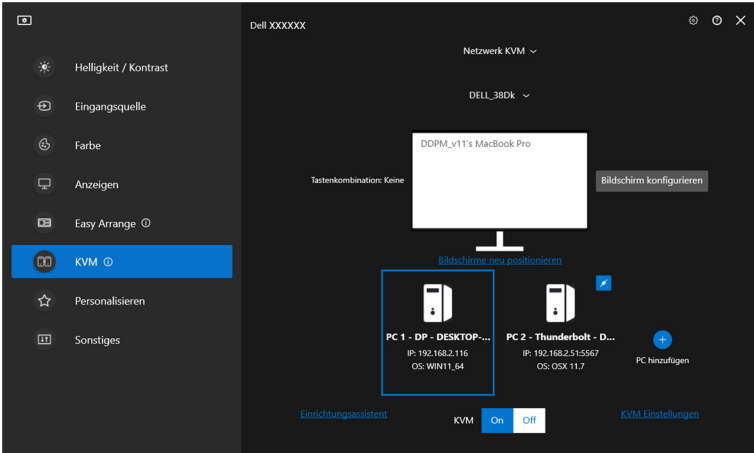 Dell XXXXXX
Helligkeit / Kontrast
Eingangsquelle
Farbe
Anzeigen
Easy Arrange
KVM
Personalisieren
Sonstiges
Netzwerk KVM
DELL_38Dk
DDPM_v11's MacBook Pro
Tastenkombination: Keine
Bildschirm konfigurieren
Bildschirme neu positionieren
PC 1 - DP - DESKTOP-...
IP: 192.168.2.116
OS: WIN11_64
PC 2 - Thunderbolt - D...
IP: 192.168.2.51:5567
OS: OSX 11.7
PC hinzufügen
Einrichtungsassistent
KVM
On
Off
KVM Einstellungen